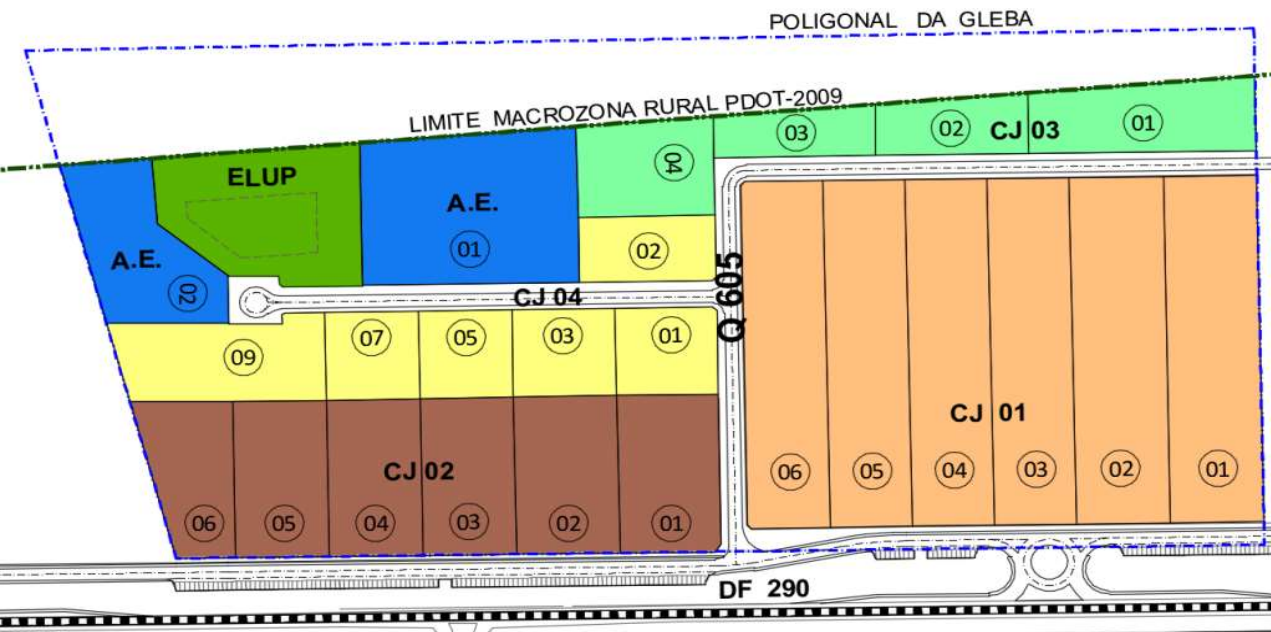 POLIGONAL DA GLEBA
LIMITE MACROZONA RURAL PDOT-2009
03
02
CJ 03
01
04
ELUP
A.E.
01
02
A.E.
02
CJ 04
Q 605
09
07
05
03
01
CJ 02
06
05
04
03
02
01
CJ 01
06
05
04
03
02
01
DF 290